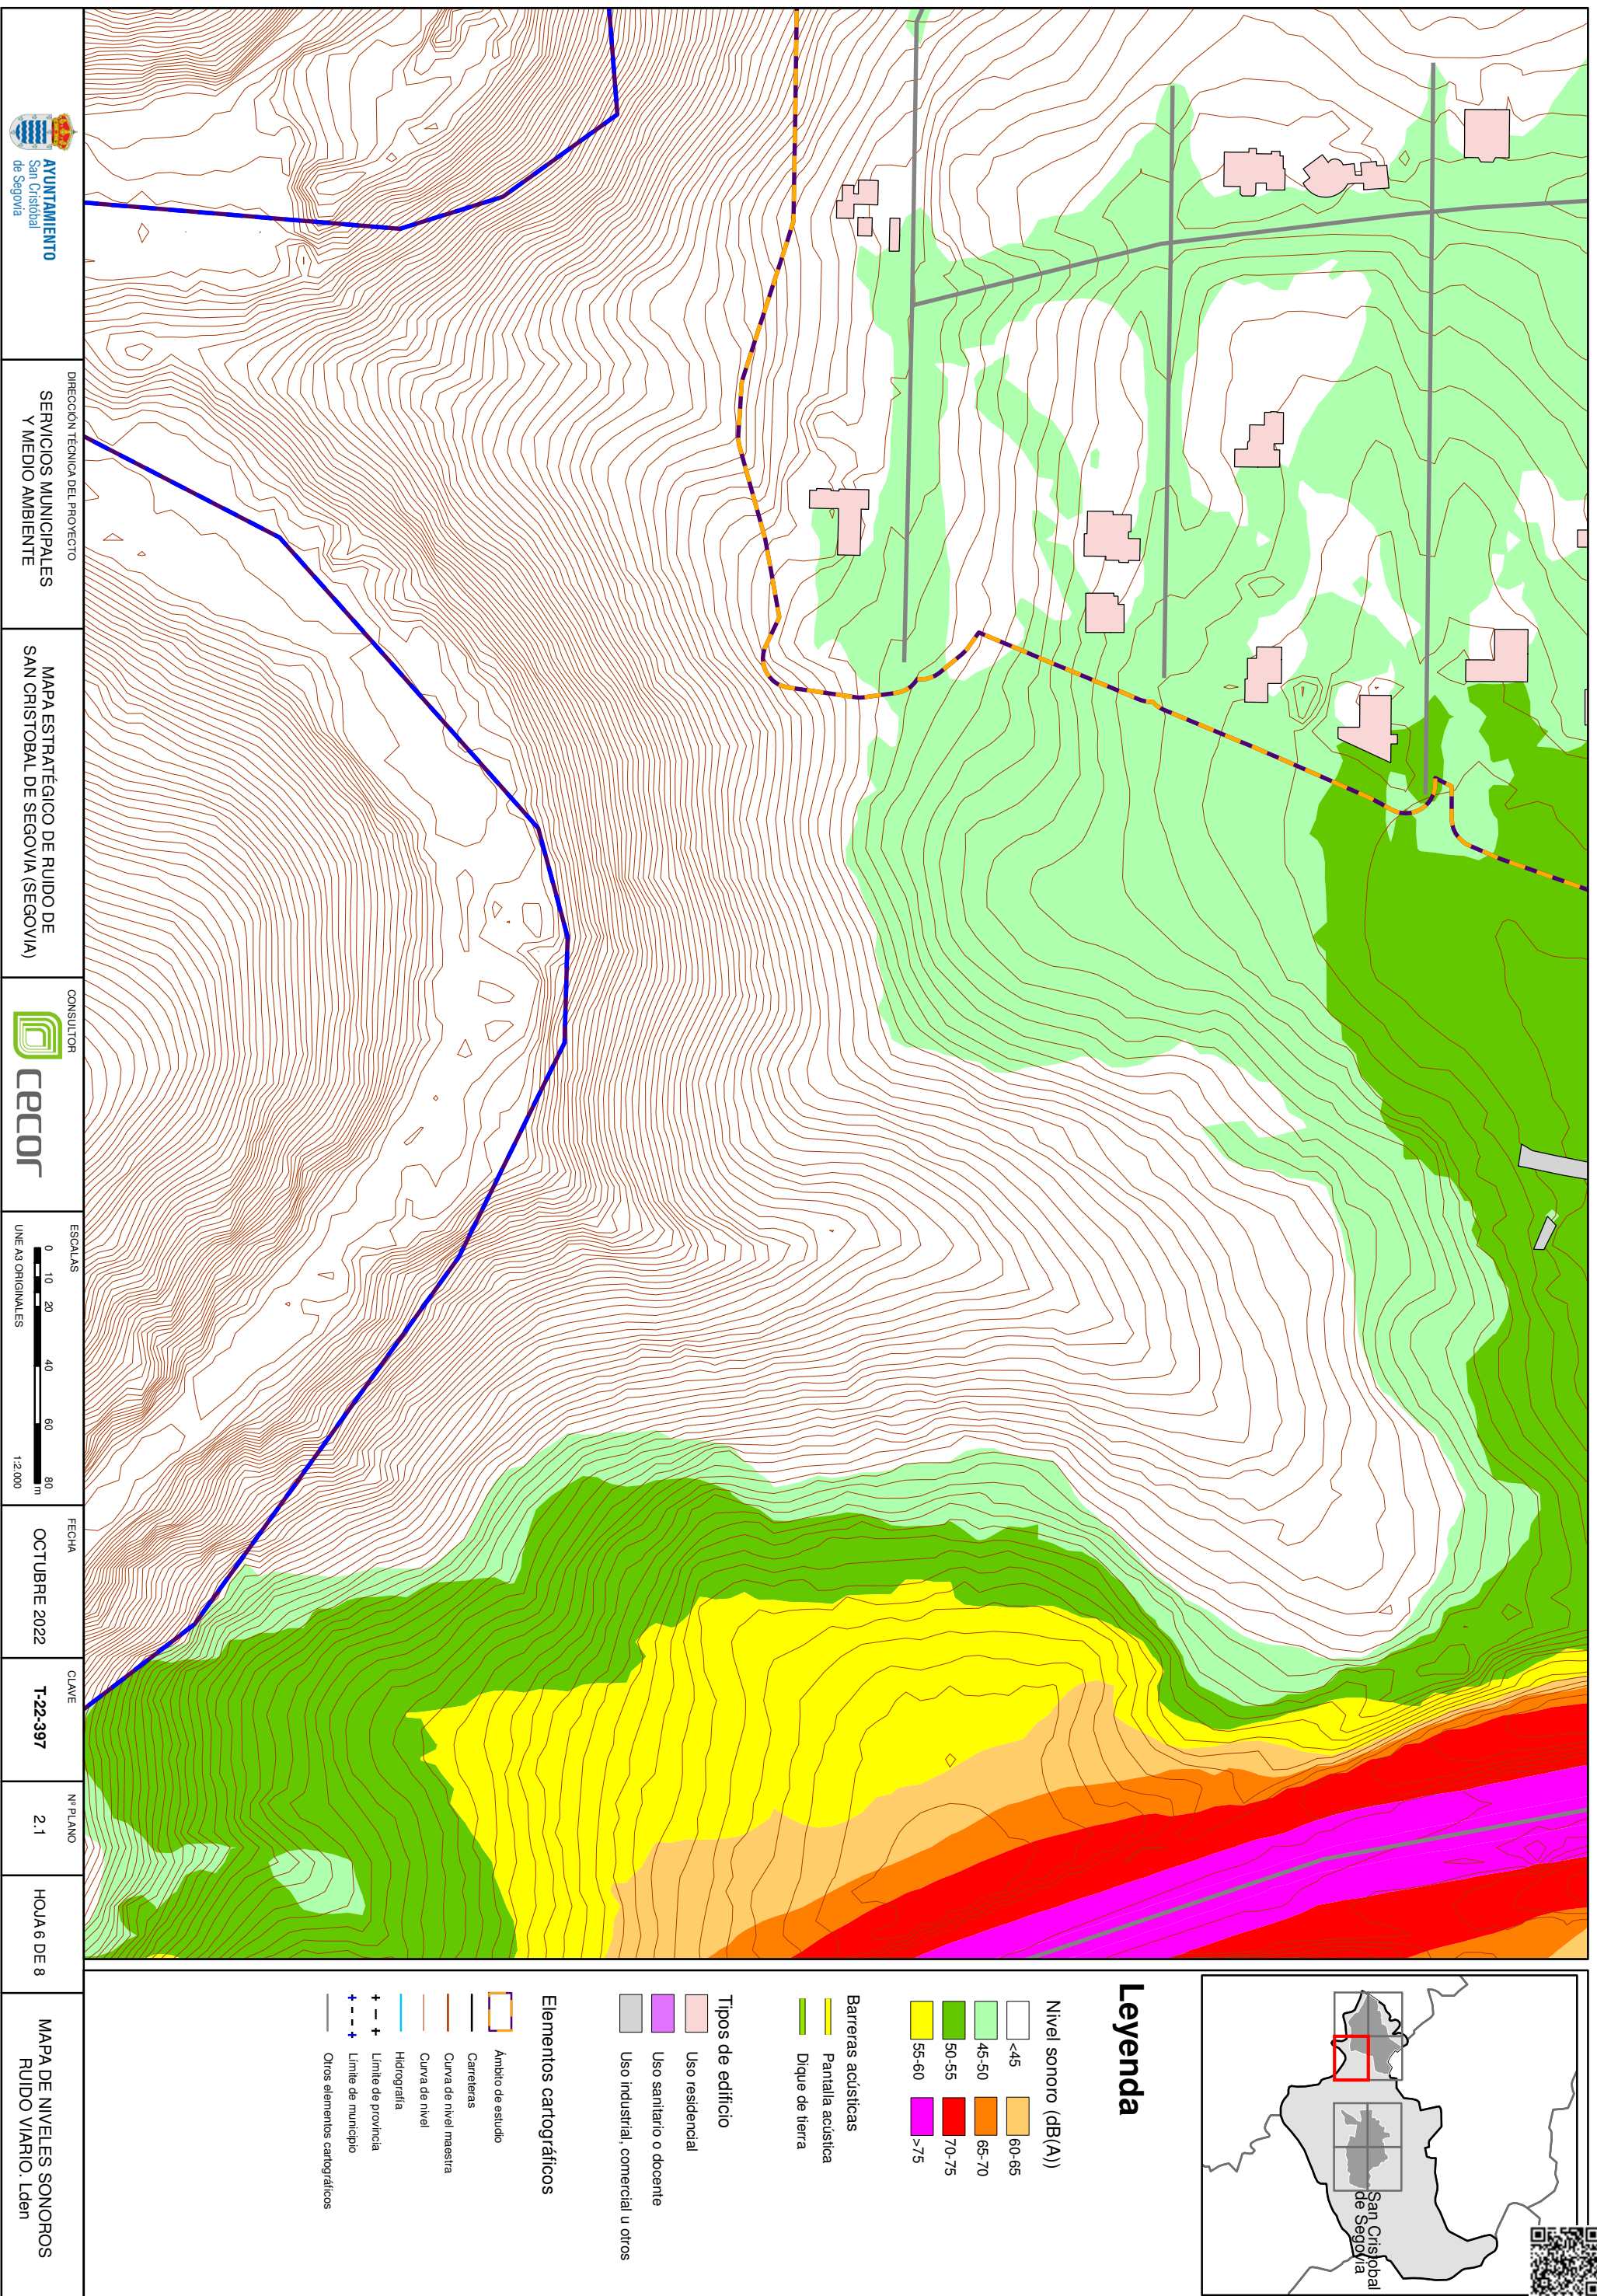 San Cristobal
de Segovia
Leyenda
Nivel sonoro (dB(A))
<45
45-50
50-55
55-60
60-65
65-70
70-75
>75
Barreras acústicas
Pantalla acústica
Dique de tierra
Tipos de edificio
Uso residencial
Uso sanitario o docente
Uso industrial, comercial u otros
Elementos cartográficos
Ámbito de estudio
Carreteras
Curva de nivel maestra
Curva de nivel
Hidrografía
Límite de provincia
Límite de municipio
Otros elementos cartográficos
AYUNTAMIENTO
San Cristóbal
de Segovia
DIRECCIÓN TÉCNICA DEL PROYECTO
SERVICIOS MUNICIPALES
Y MEDIO AMBIENTE
MAPA ESTRATÉGICO DE RUIDO DE
SAN CRISTOBAL DE SEGOVIA (SEGOVIA)
CONSULTOR
cecor
ESCALAS
0 10 20 40 60 80
m
UNE A3 ORIGINALES 1:2.000
FECHA
OCTUBRE 2022
CLAVE
T-22-397
Nº PLANO
2.1
HOJA 6 DE 8
MAPA DE NIVELES SONOROS
RUIDO VIARIO. Lden